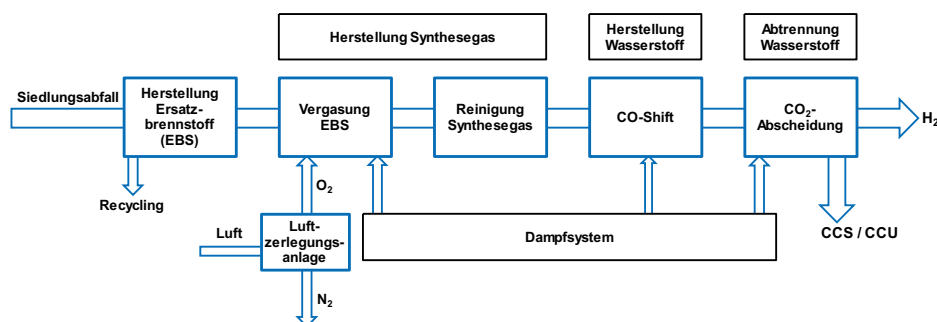 Herstellung Synthesegas
Herstellung
Wasserstoff
Abtrennung
Wasserstoff
Siedlungsabfall
Herstellung
Ersatz-
brennstoff
(EBS)
Vergasung
EBS
Reinigung
Synthesegas
CO-Shift
CO₂-
Abscheidung
H₂
Recycling
O₂
Luft
Luft-
zerlegungs-
anlage
Dampfsystem
CCS / CCU
N₂